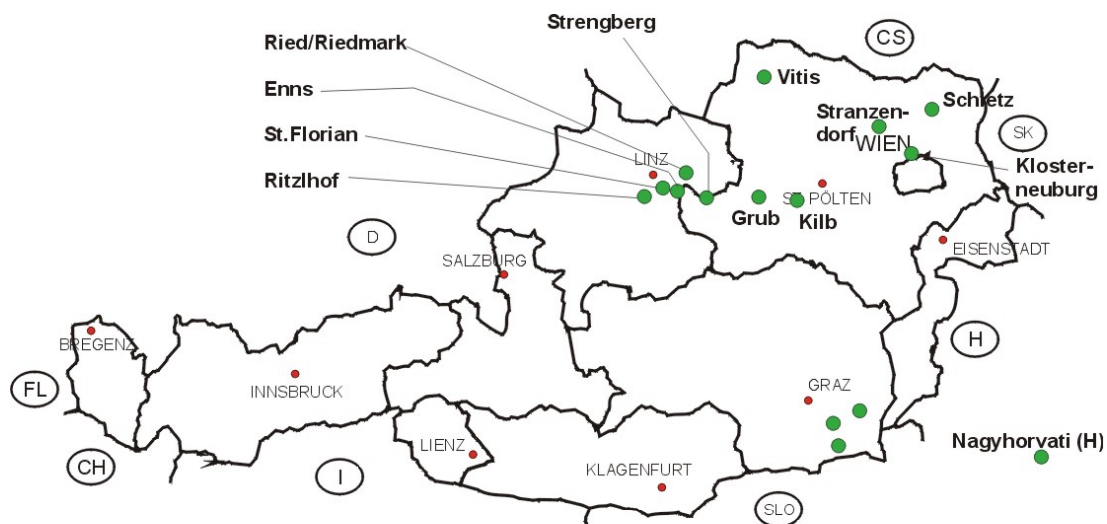 Strengberg
CS
Ried/Riedmark
Vitis
Enns
Schletz
Stranzen-
dorf
St.Florian
SK
WIEN
LINZ
Kloster-
neuburg
Ritzlhof
ST. PÖLTEN
Grub
Kilb
D
EISENSTADT
SALZBURG
BREGENZ
H
FL
INNSBRUCK
GRAZ
LIENZ
Nagyhorvati (H)
CH
I
KLAGENFURT
SLO